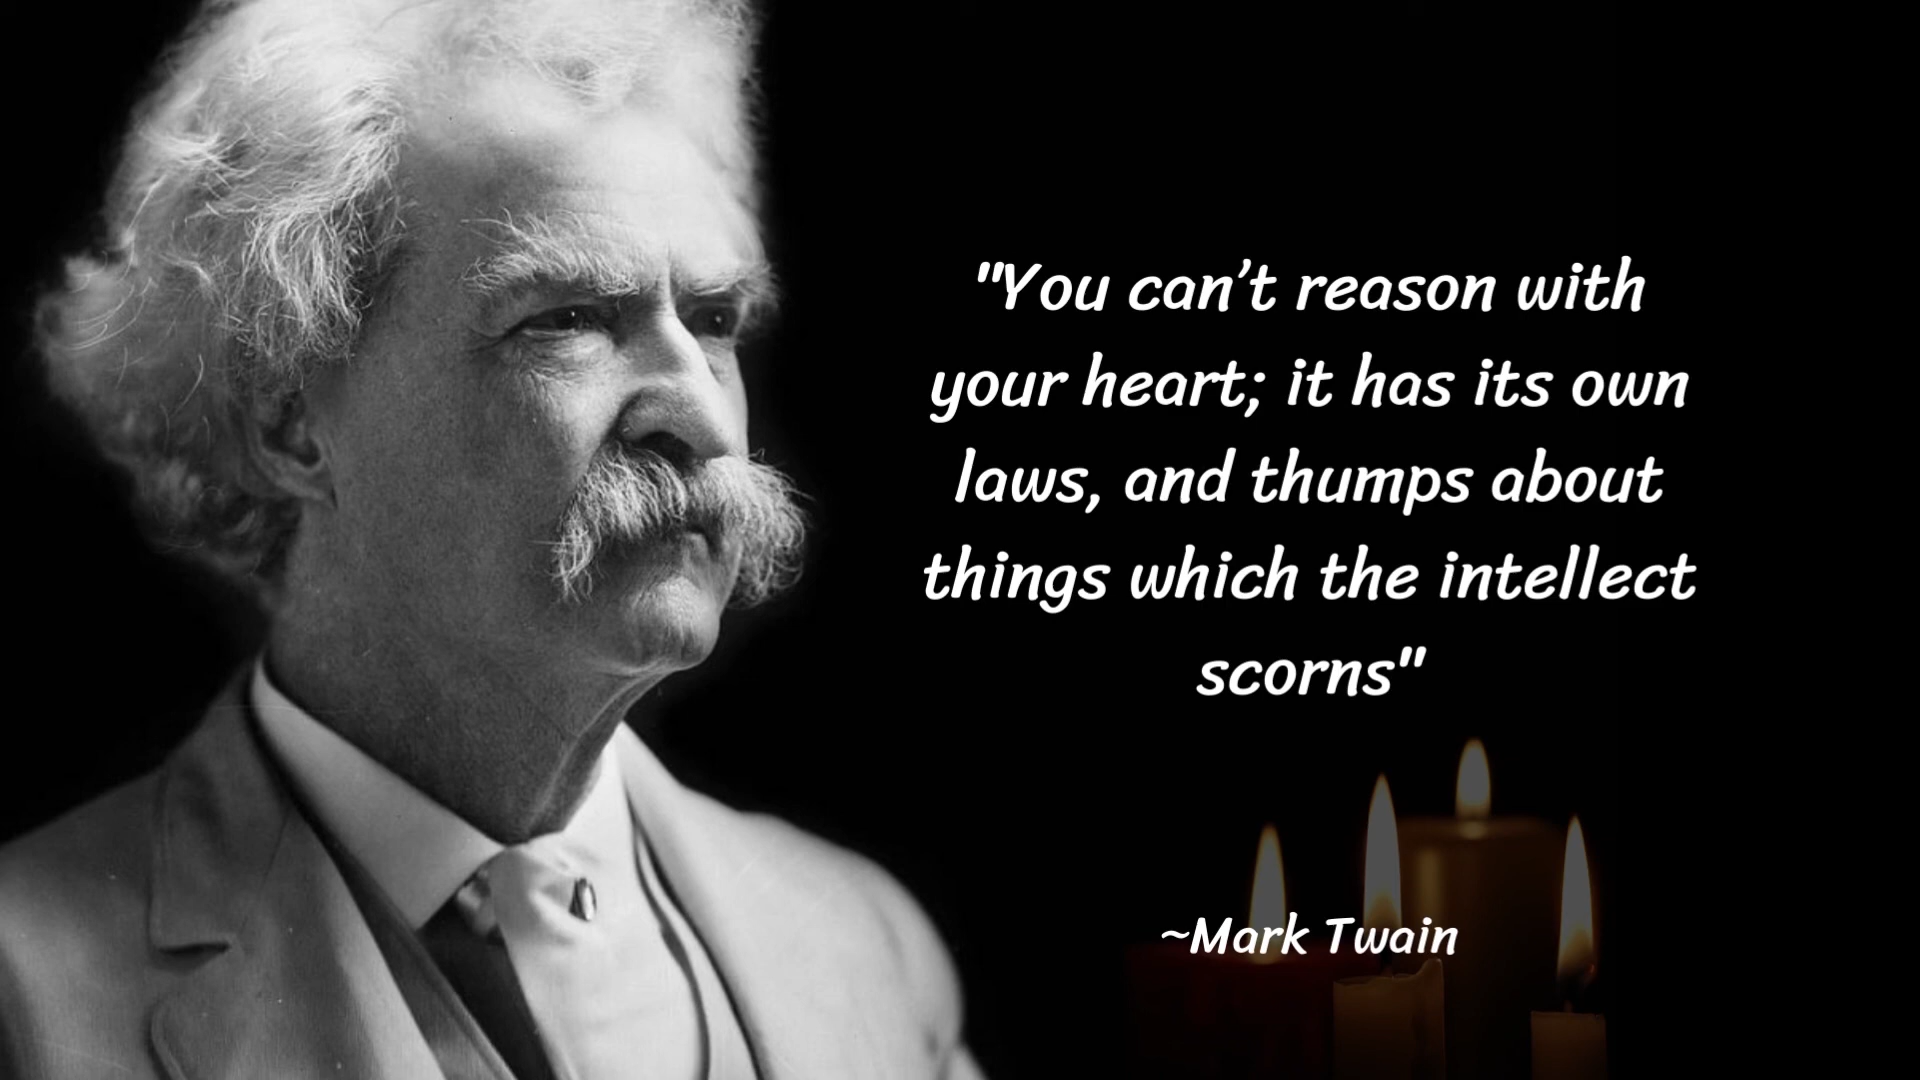 "You can’t reason with
your heart; it has its own
laws, and thumps about
things which the intellect
scorns"
~Mark Twain